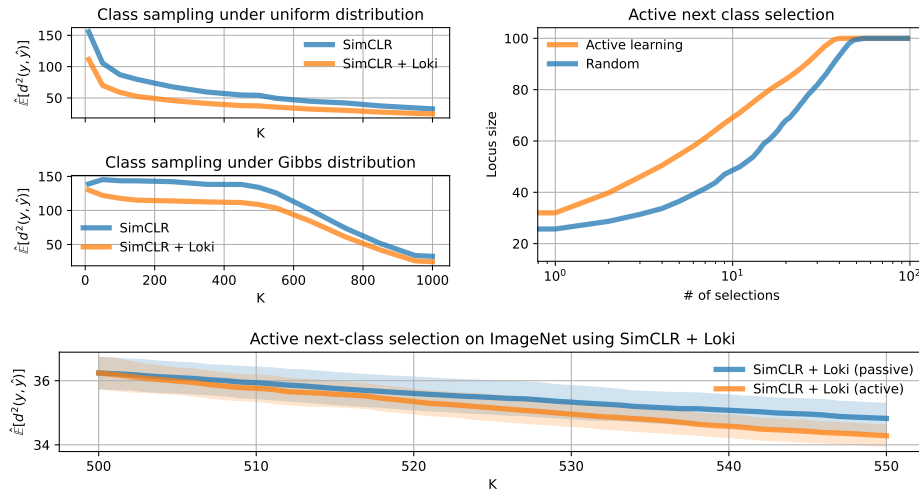 Class sampling under uniform distribution
150
100
50
𝔼̂[d²(y, ŷ)]
SimCLR
SimCLR + Loki
K
Class sampling under Gibbs distribution
150
100
50
𝔼̂[d²(y, ŷ)]
SimCLR
SimCLR + Loki
0 200 400 600 800 1000
K
Active next class selection
100
80
60
40
20
Locus size
Active learning
Random
10⁰ 10¹ 10²
# of selections
Active next-class selection on ImageNet using SimCLR + Loki
36
34
𝔼̂[d²(y, ŷ)]
SimCLR + Loki (passive)
SimCLR + Loki (active)
500 510 520 530 540 550
K